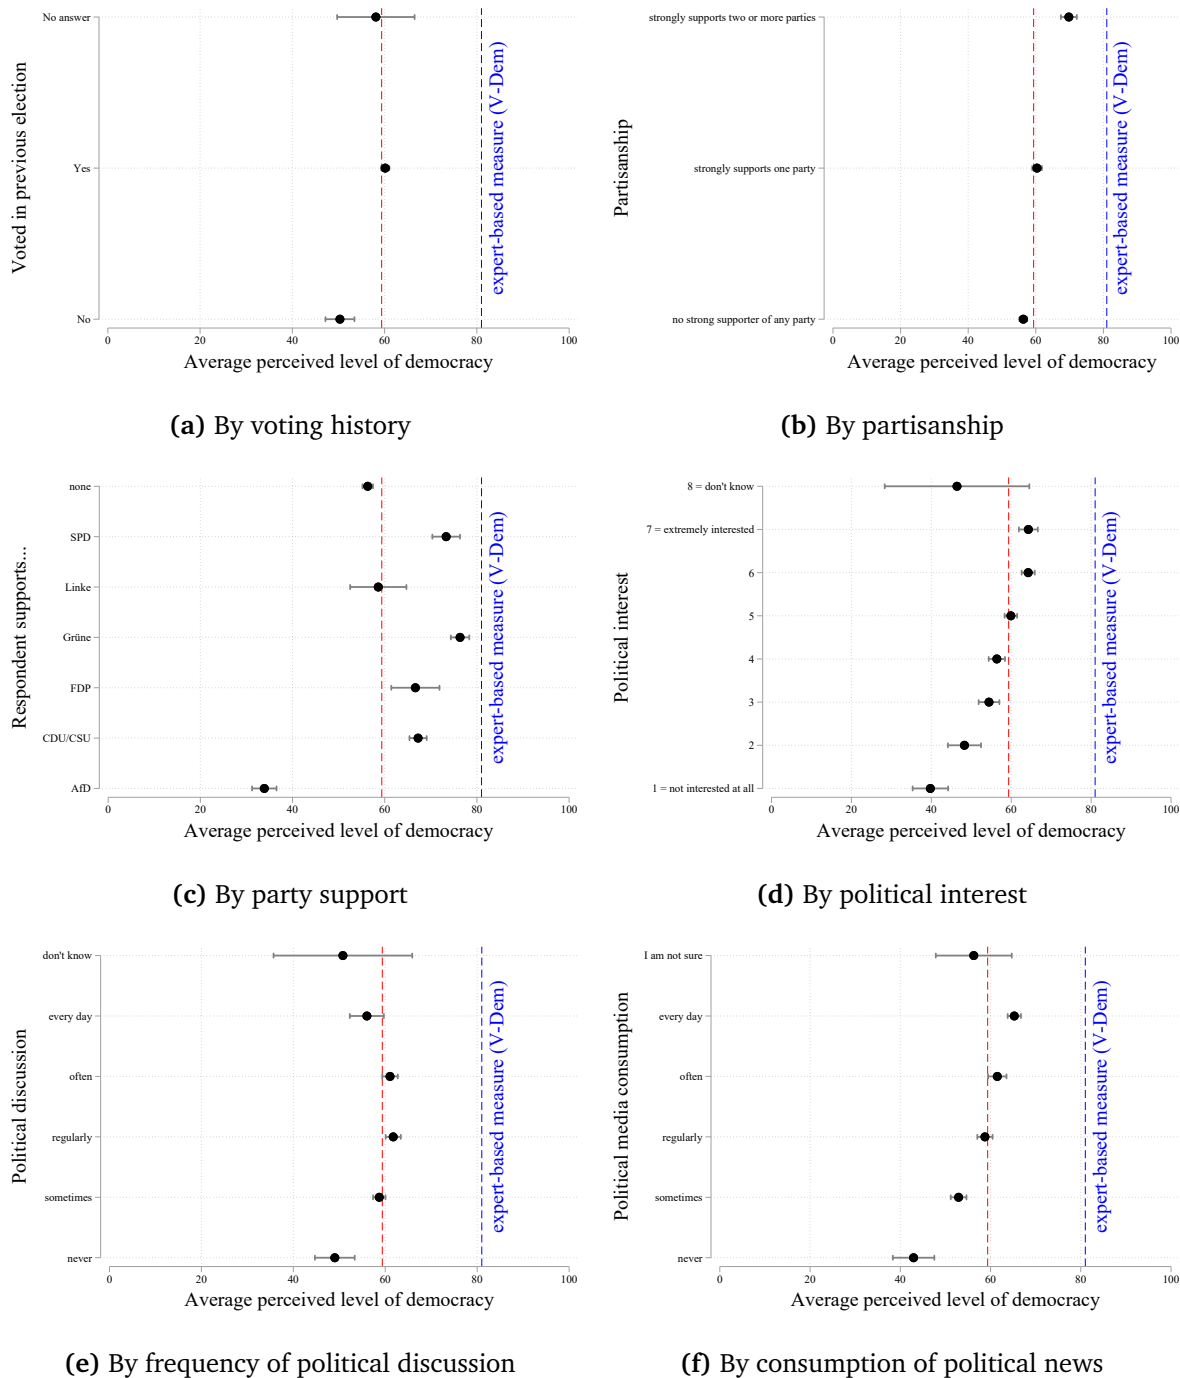 Voted in previous election
No answer
Yes
No
0 20 40 60 80 100
Average perceived level of democracy
expert-based measure (V-Dem)
(a) By voting history
Partisanship
strongly supports two or more parties
strongly supports one party
no strong supporter of any party
0 20 40 60 80 100
Average perceived level of democracy
expert-based measure (V-Dem)
(b) By partisanship
Respondent supports...
none
SPD
Linke
Grüne
FDP
CDU/CSU
AfD
0 20 40 60 80 100
Average perceived level of democracy
expert-based measure (V-Dem)
(c) By party support
Political interest
8 = don't know
7 = extremely interested
6
5
4
3
2
1 = not interested at all
0 20 40 60 80 100
Average perceived level of democracy
expert-based measure (V-Dem)
(d) By political interest
Political discussion
don't know
every day
often
regularly
sometimes
never
0 20 40 60 80 100
Average perceived level of democracy
expert-based measure (V-Dem)
(e) By frequency of political discussion
Political media consumption
I am not sure
every day
often
regularly
sometimes
never
0 20 40 60 80 100
Average perceived level of democracy
expert-based measure (V-Dem)
(f) By consumption of political news